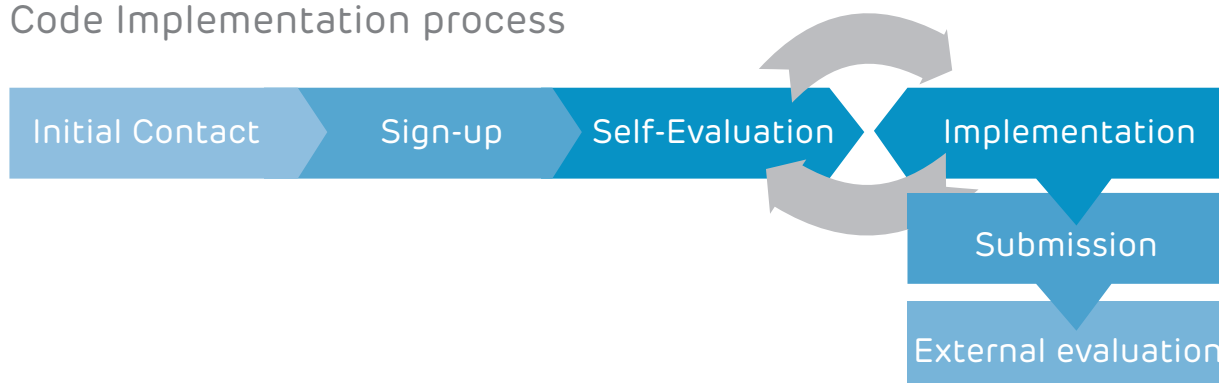 Code Implementation process
Initial Contact
Sign-up
Self-Evaluation
Implementation
Submission
External evaluation